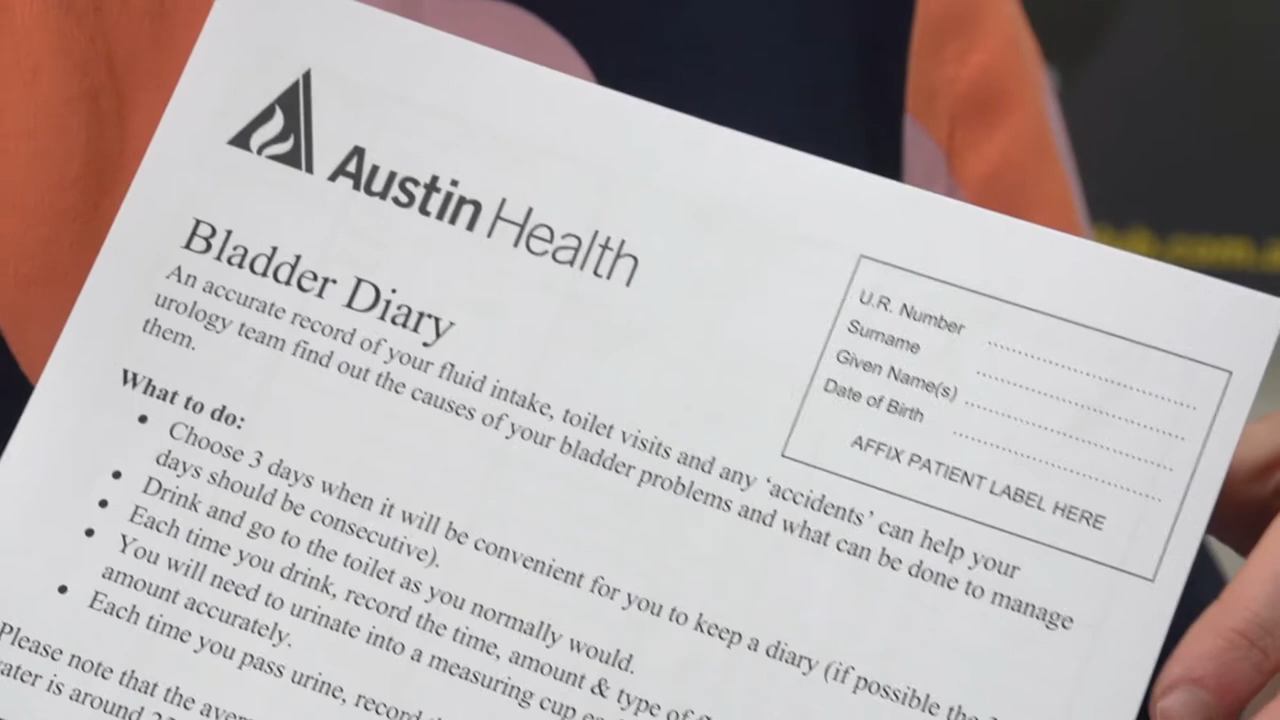 Austin Health
Bladder Diary
An accurate record of your fluid intake, toilet visits and any ‘accidents’ can help your
urology team find out the causes of your bladder problems and what can be done to manage
them.
U.R. Number
Surname
Given Name(s)
Date of Birth
AFFIX PATIENT LABEL HERE
What to do:
• Choose 3 days when it will be convenient for you to keep a diary (if possible the
days should be consecutive).
• Drink and go to the toilet as you normally would.
• Each time you drink, record the time, amount & type of
• You will need to urinate into a measuring cup
amount accurately.
• Each time you pass urine, record
Please note that the
is around
.com.